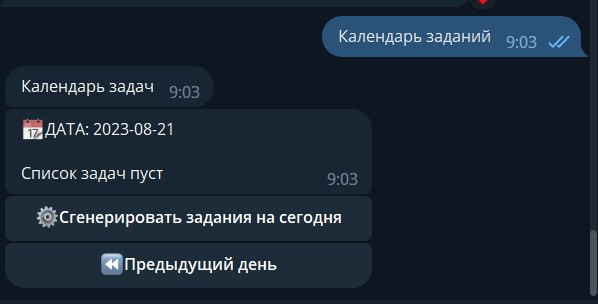 Календарь заданий 9:03
Календарь задач 9:03
📅ДАТА: 2023-08-21
Список задач пуст 9:03
⚙️Сгенерировать задания на сегодня
⏪Предыдущий день